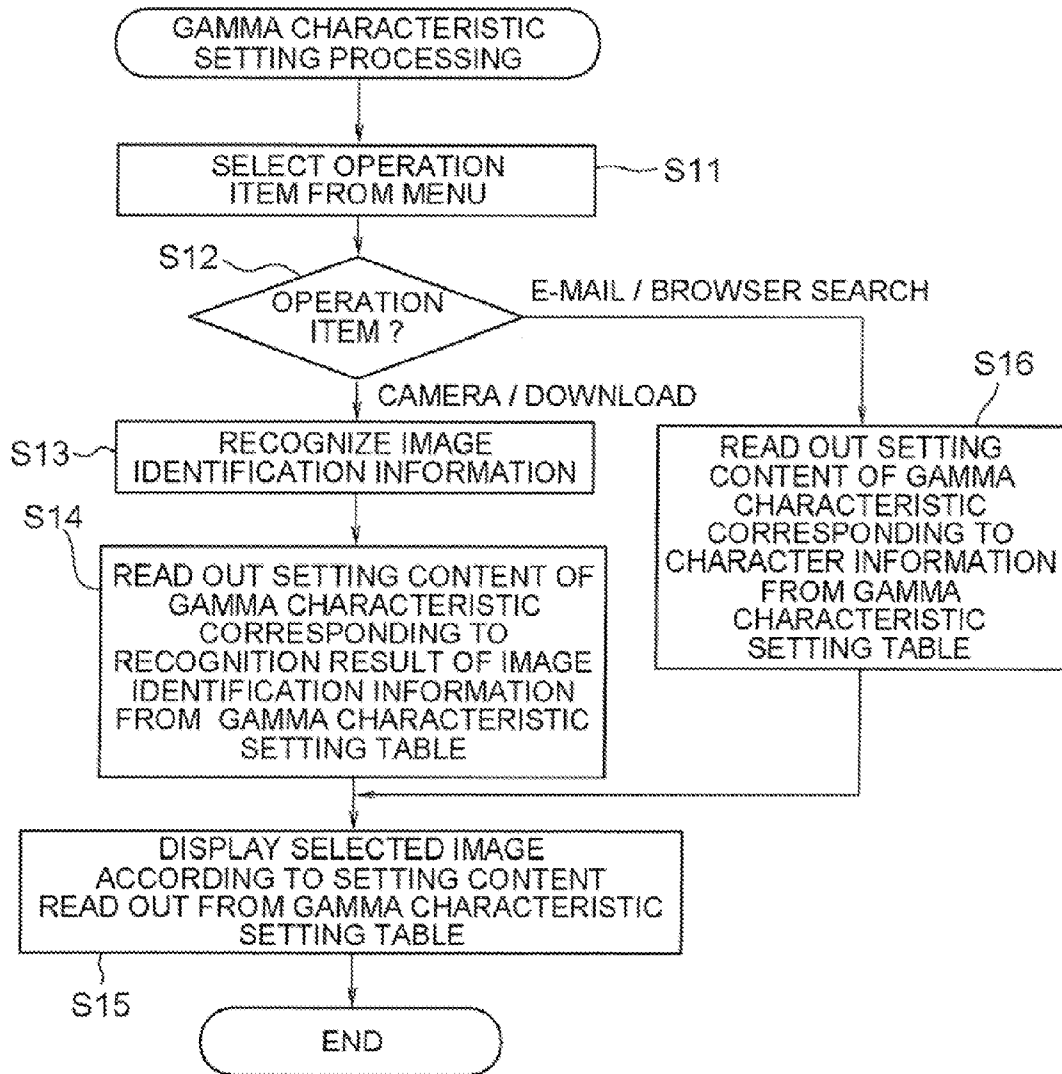 GAMMA CHARACTERISTIC
SETTING PROCESSING
SELECT OPERATION
ITEM FROM MENU
S11
S12
OPERATION
ITEM ?
E-MAIL / BROWSER SEARCH
CAMERA / DOWNLOAD
S13
RECOGNIZE IMAGE
IDENTIFICATION INFORMATION
S14
READ OUT SETTING CONTENT OF
GAMMA CHARACTERISTIC
CORRESPONDING TO
RECOGNITION RESULT OF IMAGE
IDENTIFICATION INFORMATION
FROM GAMMA CHARACTERISTIC
SETTING TABLE
S16
READ OUT SETTING
CONTENT OF GAMMA
CHARACTERISTIC
CORRESPONDING TO
CHARACTER INFORMATION
FROM GAMMA
CHARACTERISTIC
SETTING TABLE
DISPLAY SELECTED IMAGE
ACCORDING TO SETTING CONTENT
READ OUT FROM GAMMA CHARACTERISTIC
SETTING TABLE
S15
END